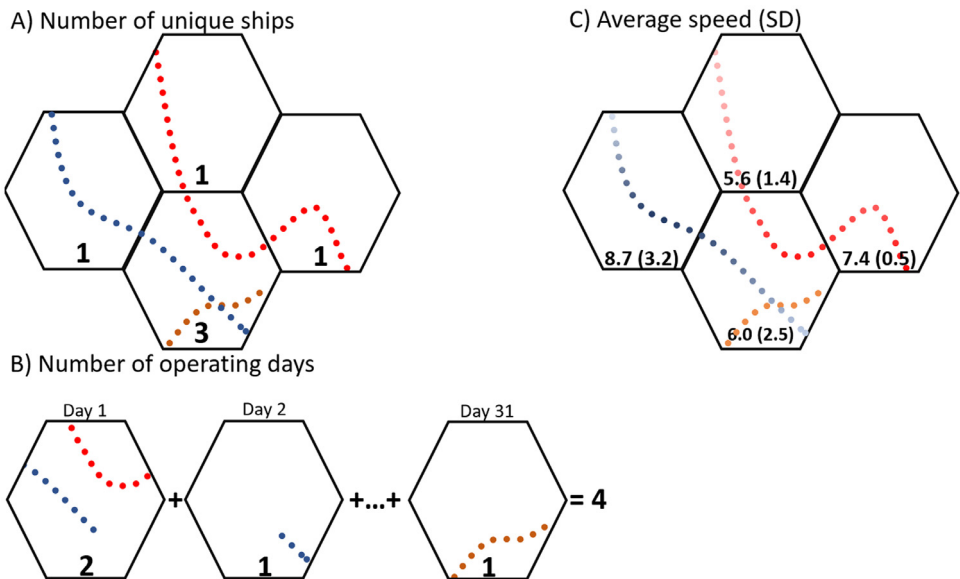 A) Number of unique ships
1
1
1
3
C) Average speed (SD)
5.6 (1.4)
8.7 (3.2)
7.4 (0.5)
6.0 (2.5)
B) Number of operating days
Day 1
Day 2
Day 31
+
+...+
= 4
2
1
1